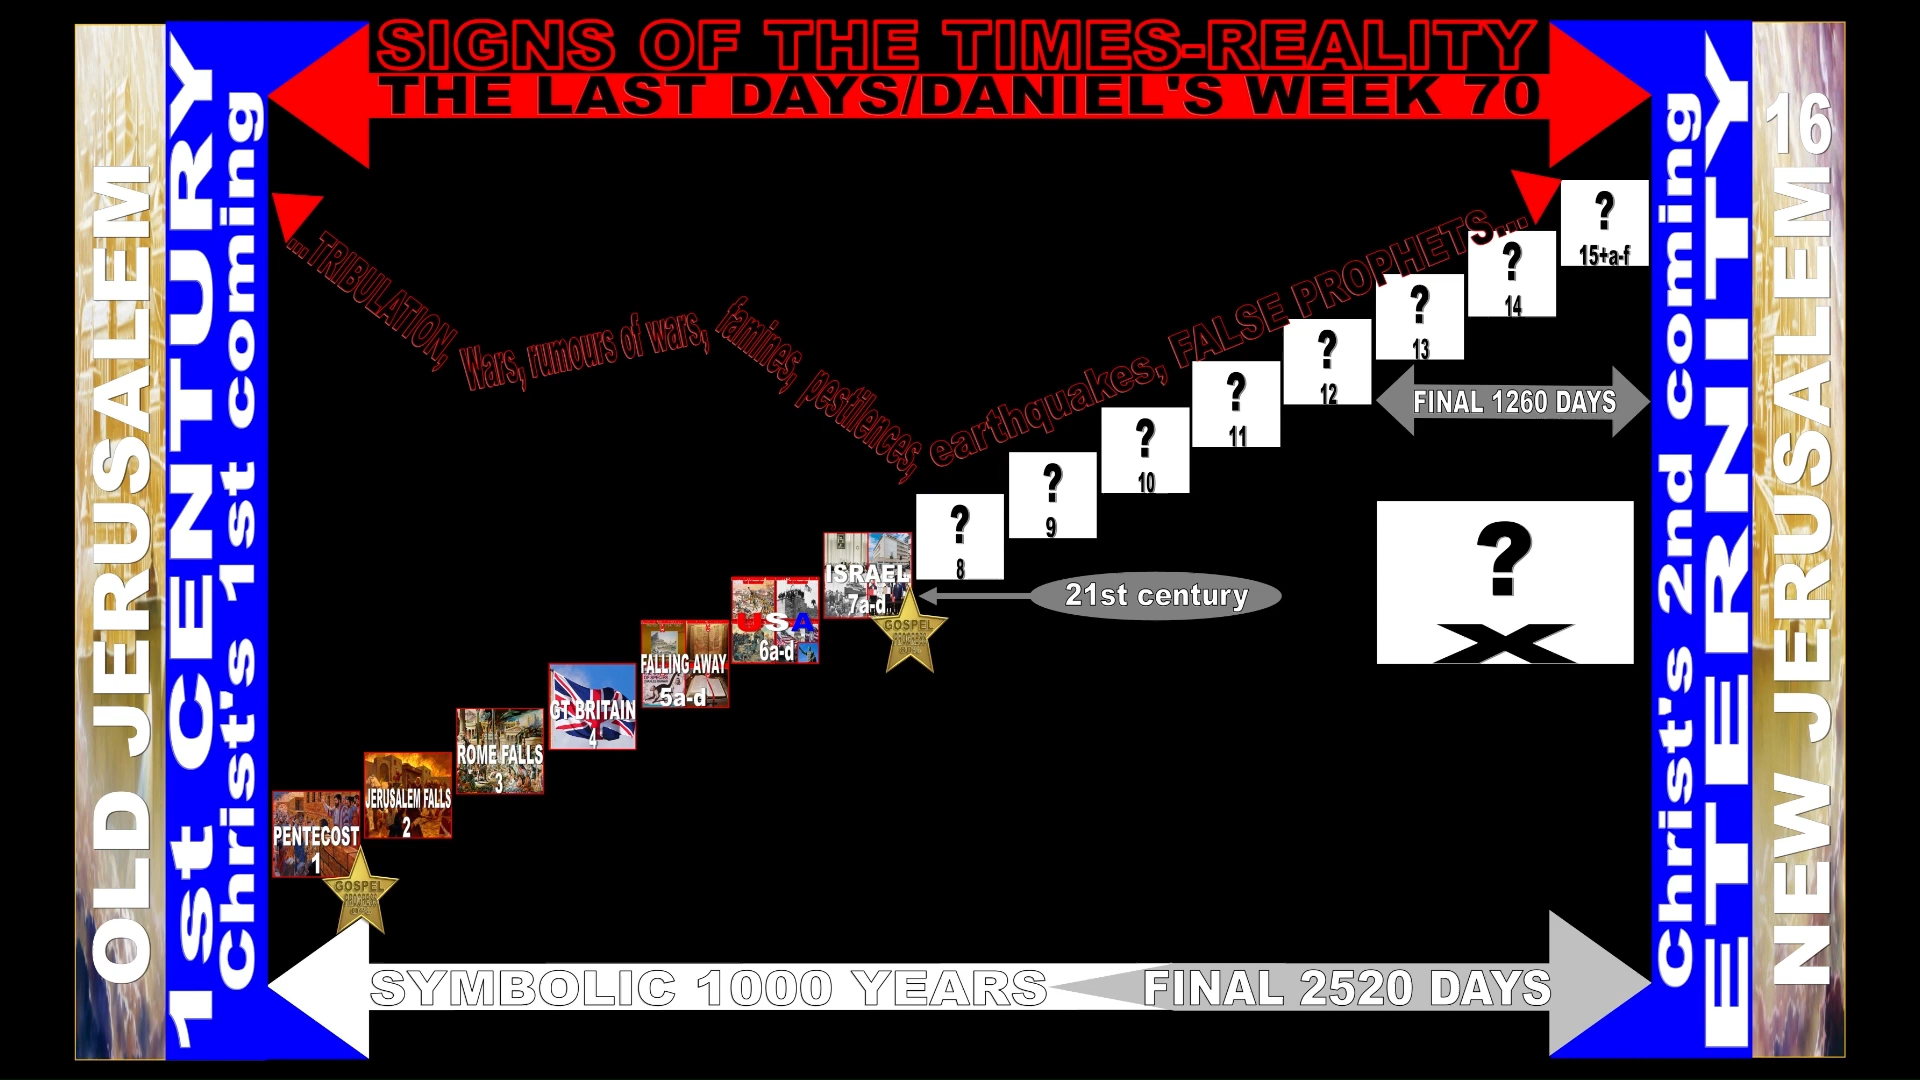 SIGNS OF THE TIMES-REALITY
THE LAST DAYS/DANIEL'S WEEK 70
OLD JERUSALEM
1st CENTURY
Christ's 1st coming
...TRIBULATION,
Wars, rumours of wars,
famines,
pestilences,
earthquakes, FALSE PROPHETS...
PENTECOST
1
GOSPEL
PROGRESS
JERUSALEM FALLS
2
ROME FALLS
3
GT BRITAIN
4
FALLING AWAY
5a-d
USA
6a-d
ISRAEL
7a-d
GOSPEL
PROGRESS
21st century
?
8
?
9
?
10
?
11
?
12
?
13
?
14
?
15+a-f
FINAL 1260 DAYS
?
X
SYMBOLIC 1000 YEARS
FINAL 2520 DAYS
Christ's 2nd coming
ETERNITY
NEW JERUSALEM 16